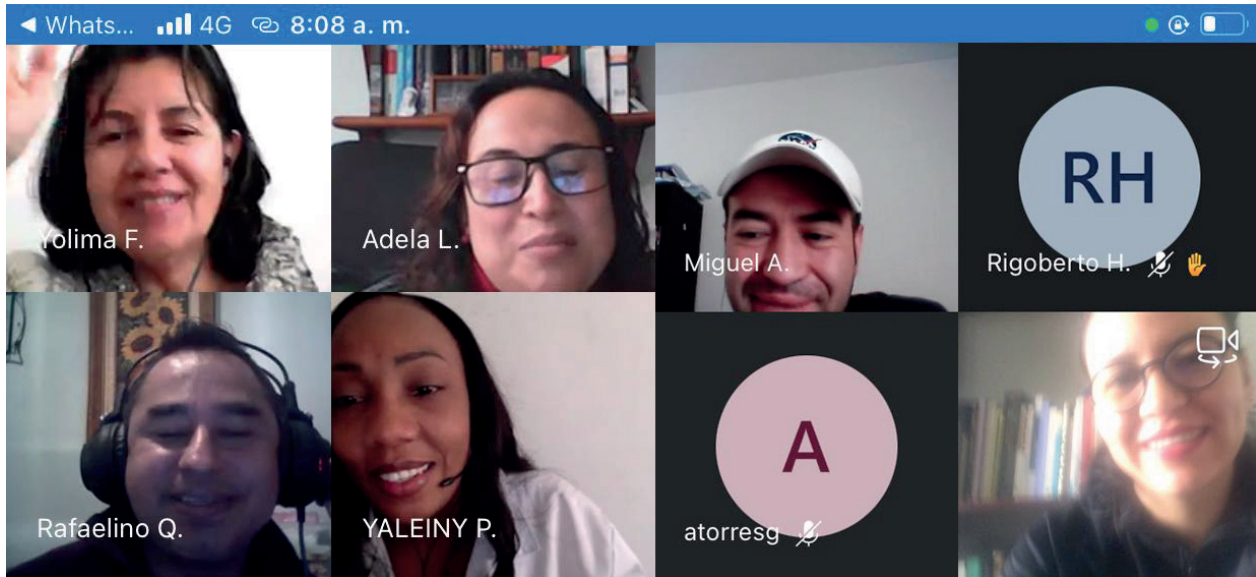 Whats... 4G 8:08 a. m.
Yolima F.
Adela L.
Miguel A.
RH
Rigoberto H.
Rafaelino Q.
YALEINY P.
A
atorresg